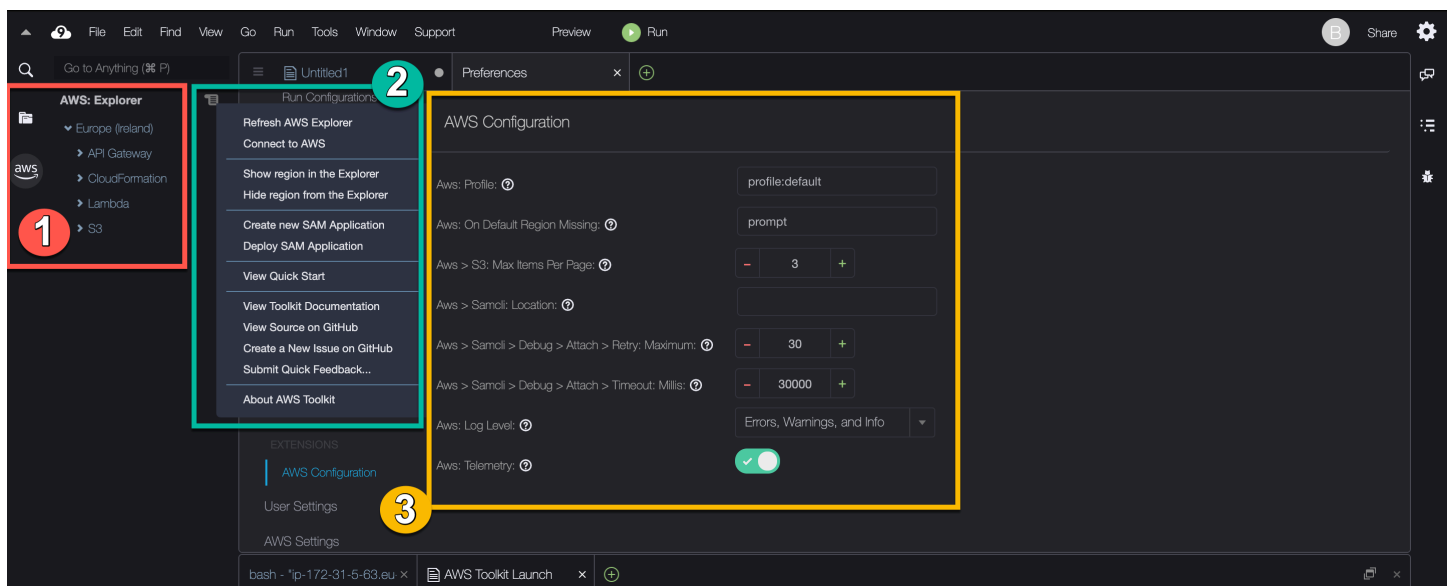 9 File Edit Find View Go Run Tools Window Support Preview Run B Share
Go to Anything (⌘ P)
Untitled1
Preferences
AWS: Explorer
Europe (Ireland)
API Gateway
CloudFormation
Lambda
S3
aws
1
2
Run Configurations
Refresh AWS Explorer
Connect to AWS
Show region in the Explorer
Hide region from the Explorer
Create new SAM Application
Deploy SAM Application
View Quick Start
View Toolkit Documentation
View Source on GitHub
Create a New Issue on GitHub
Submit Quick Feedback...
About AWS Toolkit
EXTENSIONS
AWS Configuration
User Settings
AWS Settings
3
AWS Configuration
Aws: Profile: ? profile:default
Aws: On Default Region Missing: ? prompt
Aws > S3: Max Items Per Page: ? − 3 +
Aws > Samcli: Location: ?
Aws > Samcli > Debug > Attach > Retry: Maximum: ? − 30 +
Aws > Samcli > Debug > Attach > Timeout: Millis: ? − 30000 +
Aws: Log Level: ? Errors, Warnings, and Info
Aws: Telemetry: ?
bash - "ip-172-31-5-63.eu- × AWS Toolkit Launch ×